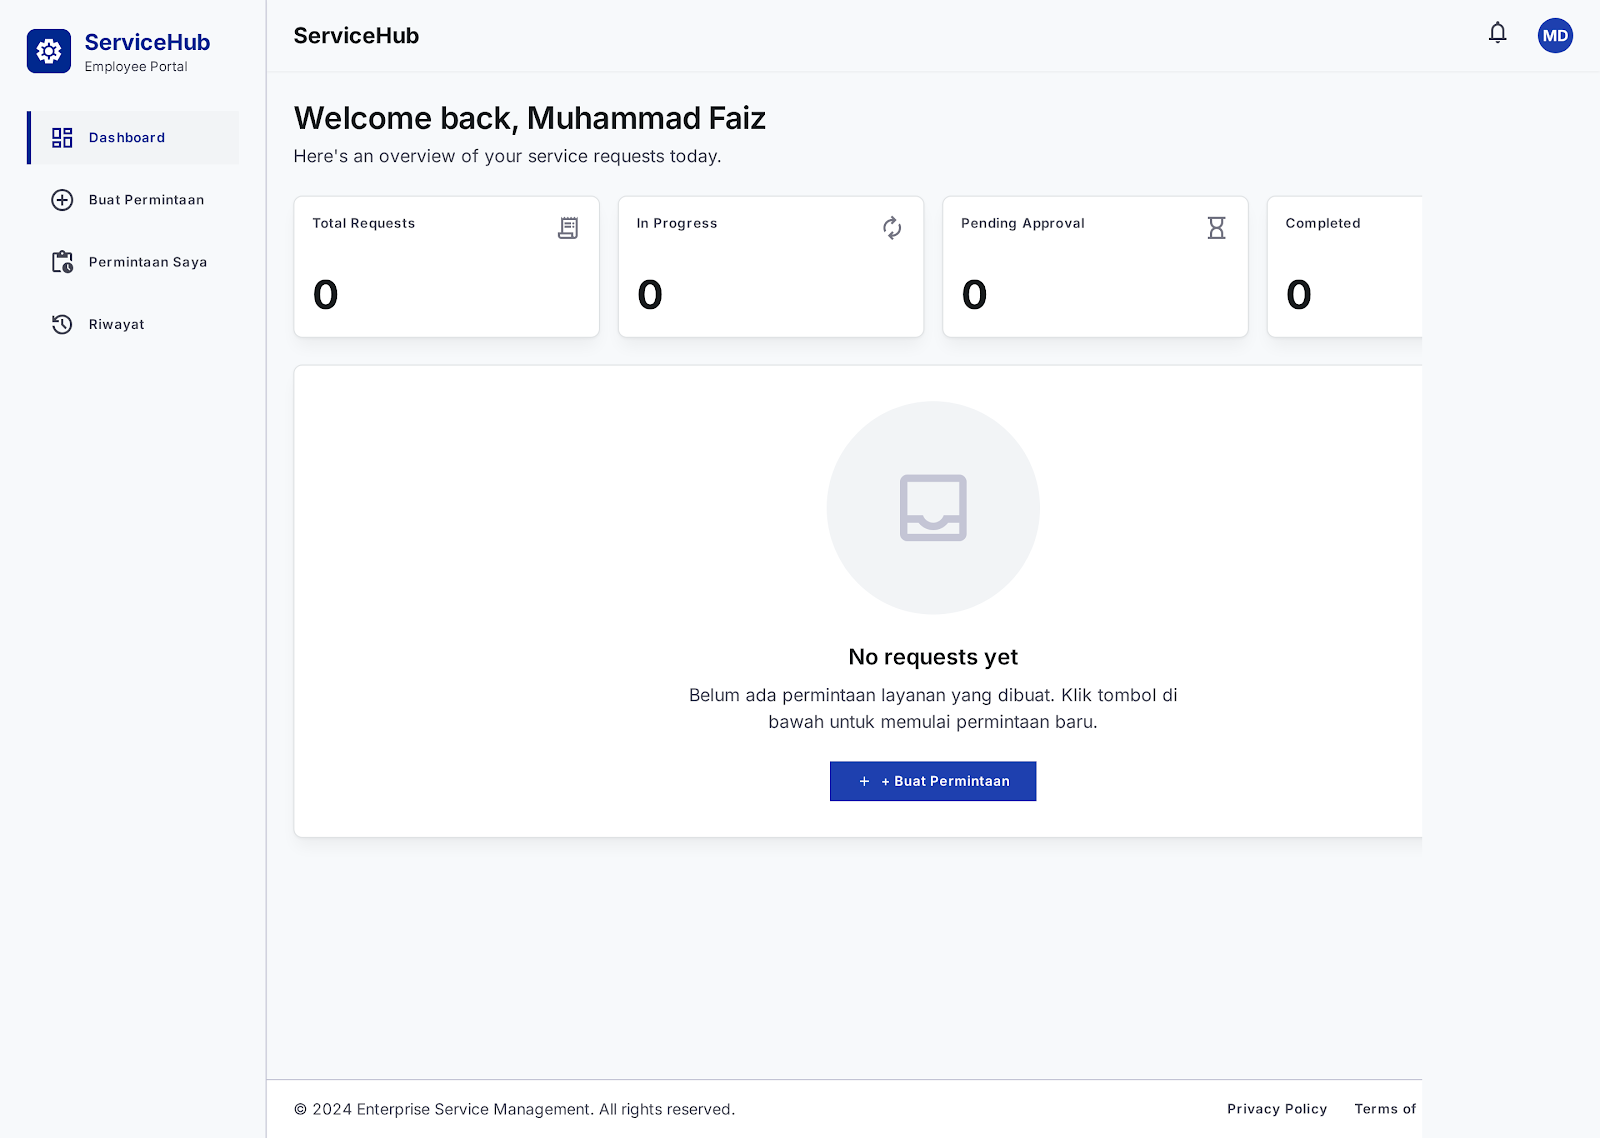 ServiceHub
Employee Portal
Dashboard
Buat Permintaan
Permintaan Saya
Riwayat
ServiceHub
MD
Welcome back, Muhammad Faiz
Here's an overview of your service requests today.
Total Requests
0
In Progress
0
Pending Approval
0
Completed
0
No requests yet
Belum ada permintaan layanan yang dibuat. Klik tombol di
bawah untuk memulai permintaan baru.
+ + Buat Permintaan
© 2024 Enterprise Service Management. All rights reserved.
Privacy Policy
Terms of